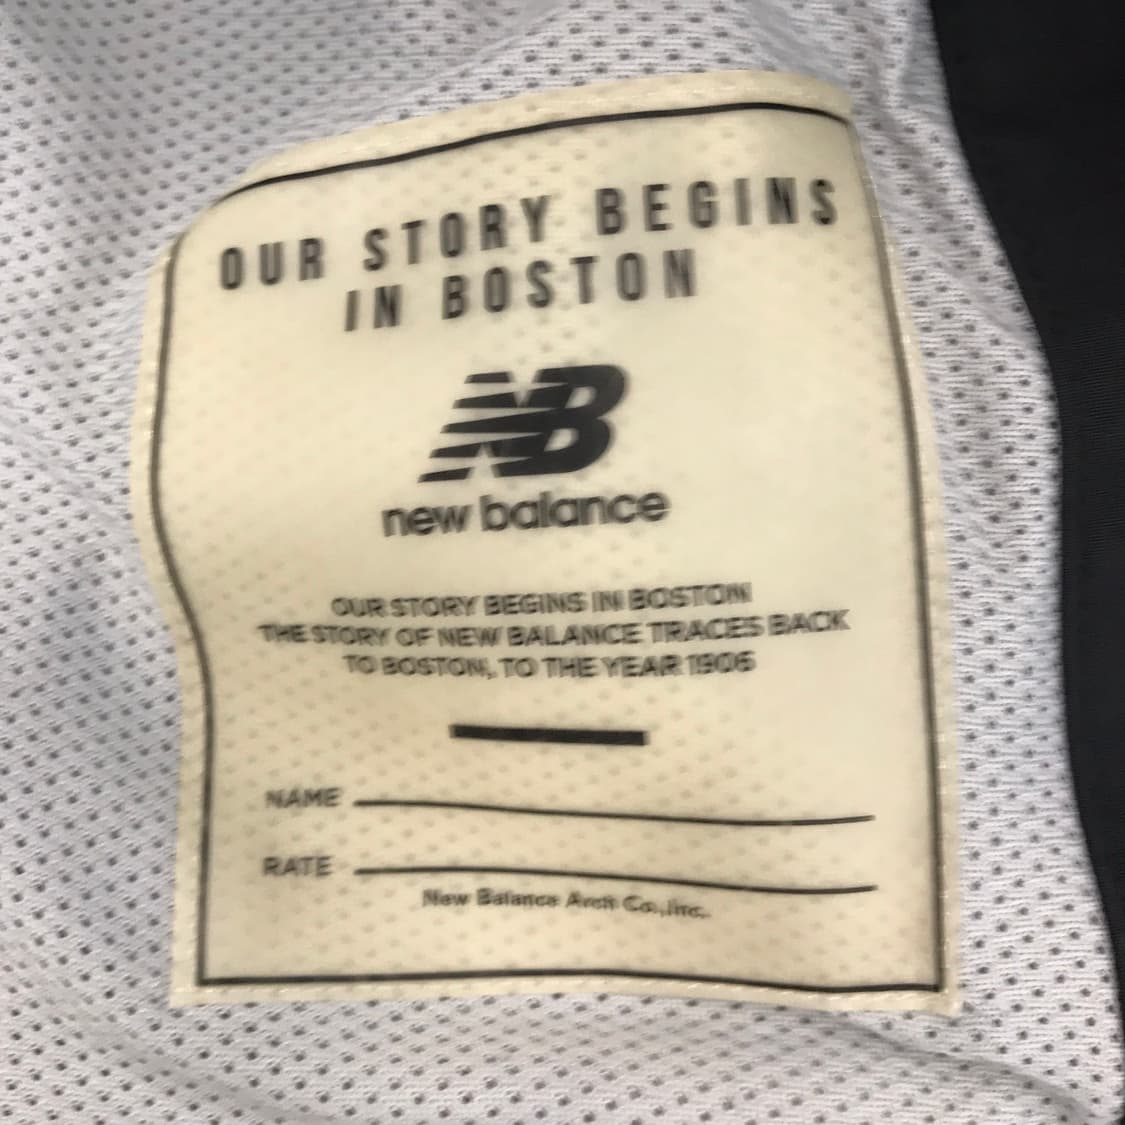 OUR STORY BEGINS
IN BOSTON
NB
new balance
OUR STORY BEGINS IN BOSTON
THE STORY OF NEW BALANCE TRACES BACK
TO BOSTON, TO THE YEAR 1906
NAME
RATE
New Balance Arch Co.,Inc.